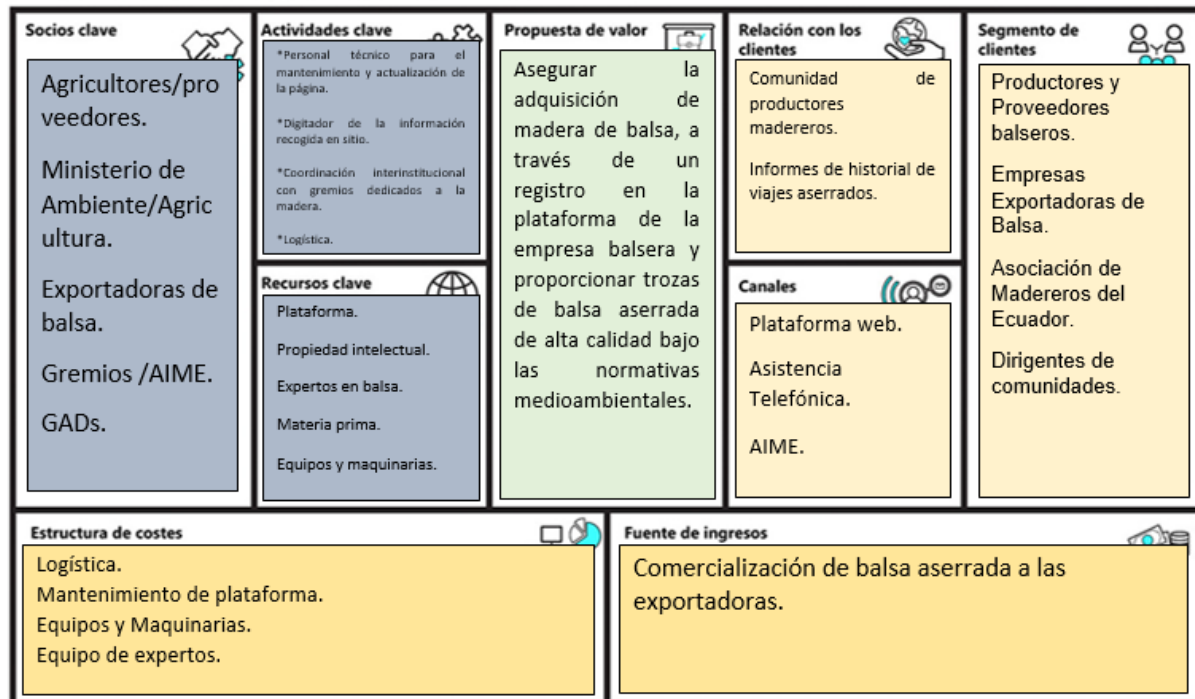 Socios clave
Agricultores/pro
veedores.
Ministerio de
Ambiente/Agric
ultura.
Exportadoras de
balsa.
Gremios /AIME.
GADs.
Actividades clave
*Personal técnico para el
mantenimiento y actualización de
la página.
*Digitador de la información
recogida en sitio.
*Coordinación interinstitucional
con gremios dedicados a la
madera.
*Logística.
Recursos clave
Plataforma.
Propiedad intelectual.
Expertos en balsa.
Materia prima.
Equipos y maquinarias.
Propuesta de valor
Asegurar la
adquisición de
madera de balsa, a
través de un
registro en la
plataforma de la
empresa balsera y
proporcionar trozas
de balsa aserrada
de alta calidad bajo
las normativas
medioambientales.
Relación con los
clientes
Comunidad de
productores
madereros.
Informes de historial de
viajes aserrados.
Canales
Plataforma web.
Asistencia
Telefónica.
AIME.
Segmento de
clientes
Productores y
Proveedores
balseros.
Empresas
Exportadoras de
Balsa.
Asociación de
Madereros del
Ecuador.
Dirigentes de
comunidades.
Estructura de costes
Logística.
Mantenimiento de plataforma.
Equipos y Maquinarias.
Equipo de expertos.
Fuente de ingresos
Comercialización de balsa aserrada a las
exportadoras.